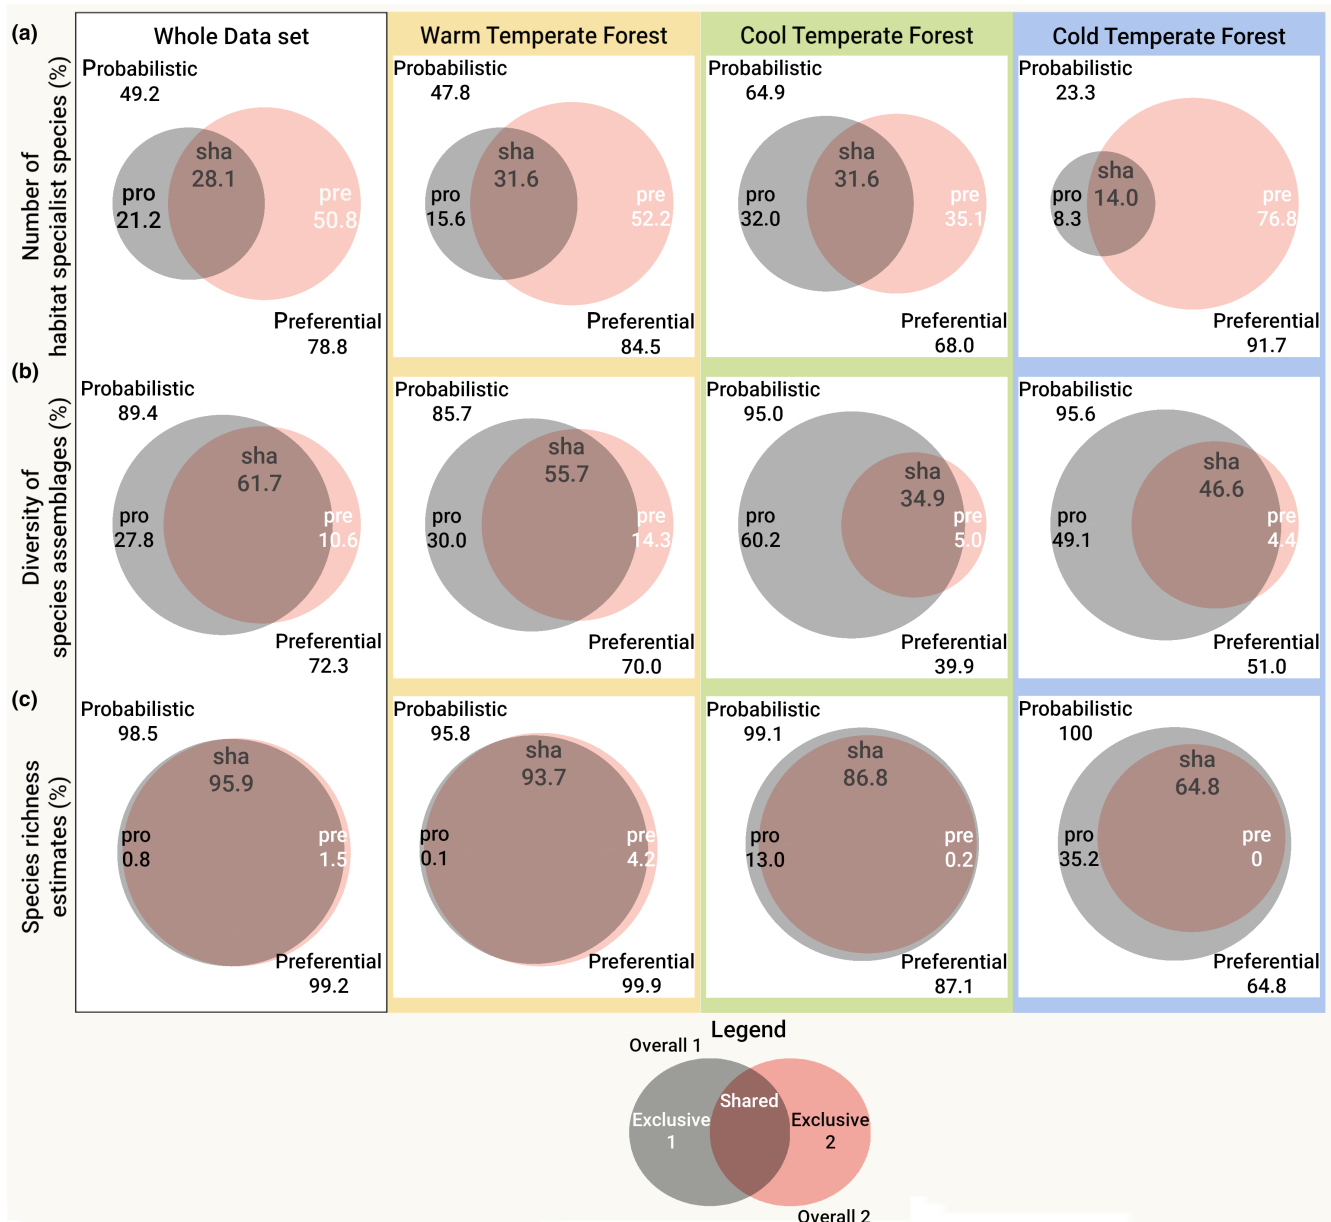 (a)
Whole Data set
Warm Temperate Forest
Cool Temperate Forest
Cold Temperate Forest
Number of
habitat specialist species (%)
Probabilistic
49.2
sha
28.1
pro
21.2
pre
50.8
Preferential
78.8
Probabilistic
47.8
sha
31.6
pro
15.6
pre
52.2
Preferential
84.5
Probabilistic
64.9
sha
31.6
pro
32.0
pre
35.1
Preferential
68.0
Probabilistic
23.3
sha
14.0
pro
8.3
pre
76.8
Preferential
91.7
(b)
Diversity of
species assemblages (%)
Probabilistic
89.4
sha
61.7
pro
27.8
pre
10.6
Preferential
72.3
Probabilistic
85.7
sha
55.7
pro
30.0
pre
14.3
Preferential
70.0
Probabilistic
95.0
sha
34.9
pro
60.2
pre
5.0
Preferential
39.9
Probabilistic
95.6
sha
46.6
pro
49.1
pre
4.4
Preferential
51.0
(c)
Species richness
estimates (%)
Probabilistic
98.5
sha
95.9
pro
0.8
pre
1.5
Preferential
99.2
Probabilistic
95.8
sha
93.7
pro
0.1
pre
4.2
Preferential
99.9
Probabilistic
99.1
sha
86.8
pro
13.0
pre
0.2
Preferential
87.1
Probabilistic
100
sha
64.8
pro
35.2
pre
0
Preferential
64.8
Legend
Overall 1
Shared
Exclusive
1
Exclusive
2
Overall 2